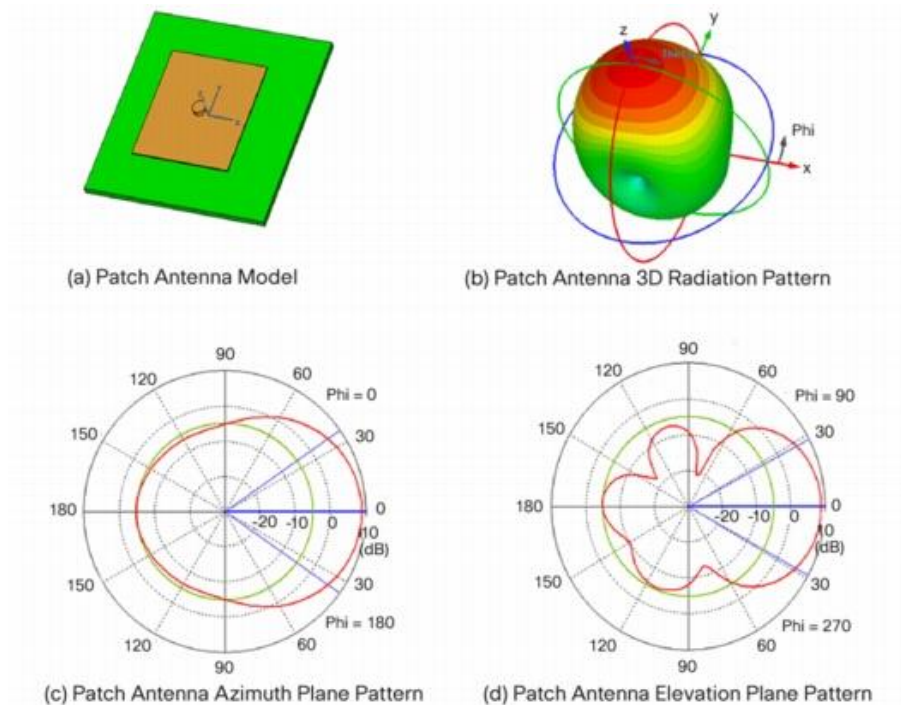 z
y
Phi
x
(a) Patch Antenna Model
(b) Patch Antenna 3D Radiation Pattern
90
120
60
Phi = 0
150
30
180
-20
-10
0
0
10
(dB)
150
30
Phi = 180
120
60
90
(c) Patch Antenna Azimuth Plane Pattern
90
120
60
Phi = 90
150
30
180
-20
-10
0
0
10
(dB)
150
30
Phi = 270
120
60
90
(d) Patch Antenna Elevation Plane Pattern